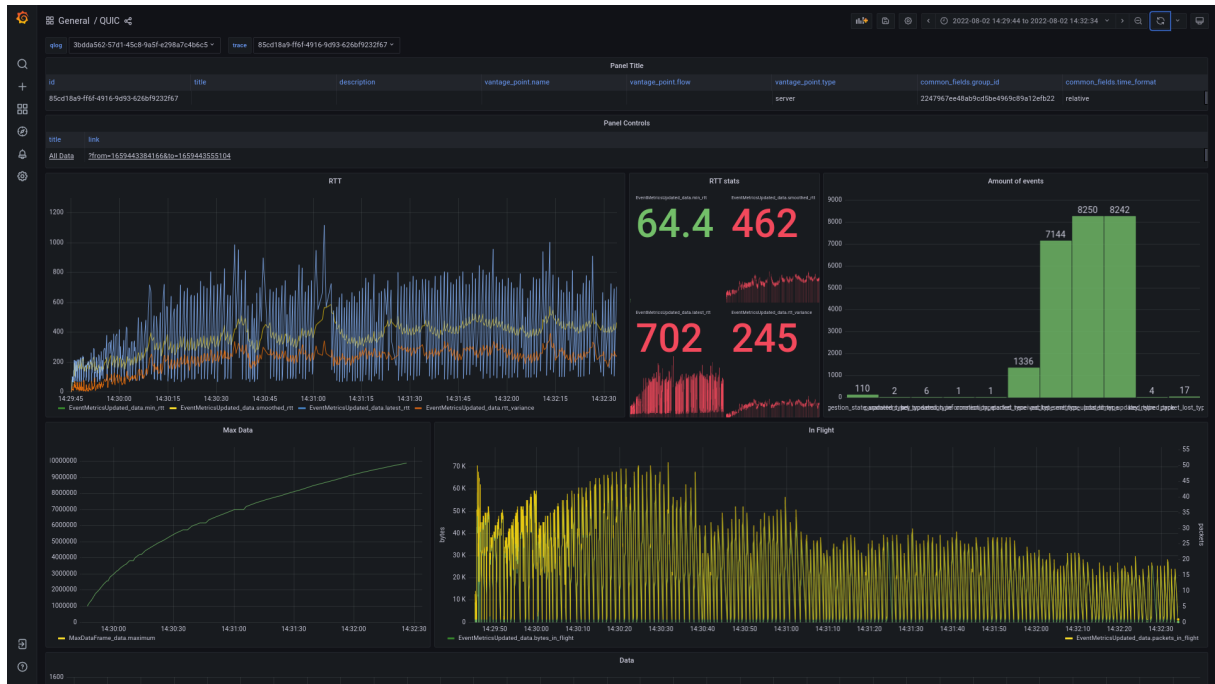 General / QUIC
2022-08-02 14:29:44 to 2022-08-02 14:32:34
qlog 3bdda562-57d1-45c8-9a5f-e298a7c4b6c5 trace 85cd18a9-ff6f-4916-9d93-626bf9232f67
Panel Title
id title description vantage_point.name vantage_point.flow vantage_point.type common_fields.group_id common_fields.time_format
85cd18a9-ff6f-4916-9d93-626bf9232f67 server 2247967ee48ab9cd5be4969c89a12efb22 relative
Panel Controls
title link
All Data ?from=1659443384166&to=1659443555104
RTT
1200
1000
800
600
400
200
0
14:29:45 14:30:00 14:30:15 14:30:30 14:30:45 14:31:00 14:31:15 14:31:30 14:31:45 14:32:00 14:32:15 14:32:30
EventMetricsUpdated_data.min_rtt EventMetricsUpdated_data.smoothed_rtt EventMetricsUpdated_data.latest_rtt EventMetricsUpdated_data.rtt_variance
RTT stats
EventMetricsUpdated_data.min_rtt EventMetricsUpdated_data.smoothed_rtt
64.4 462
EventMetricsUpdated_data.latest_rtt EventMetricsUpdated_data.rtt_variance
702 245
Amount of events
9000
8000
7000
6000
5000
4000
3000
2000
1000
0
110 2 6 1 1 1336 7144 8250 8242 4 17
Max Data
9000000
8000000
7000000
6000000
5000000
4000000
3000000
2000000
1000000
0
14:30:00 14:30:30 14:31:00 14:31:30 14:32:00 14:32:30
MaxDataFrame_data.maximum
In Flight
bytes
70 K
60 K
50 K
40 K
30 K
20 K
10 K
0
packets
55
50
45
40
35
30
25
20
15
10
5
0
14:29:50 14:30:00 14:30:10 14:30:20 14:30:30 14:30:40 14:30:50 14:31:00 14:31:10 14:31:20 14:31:30 14:31:40 14:31:50 14:32:00 14:32:10 14:32:20 14:32:30
EventMetricsUpdated_data.bytes_in_flight EventMetricsUpdated_data.packets_in_flight
Data
1600